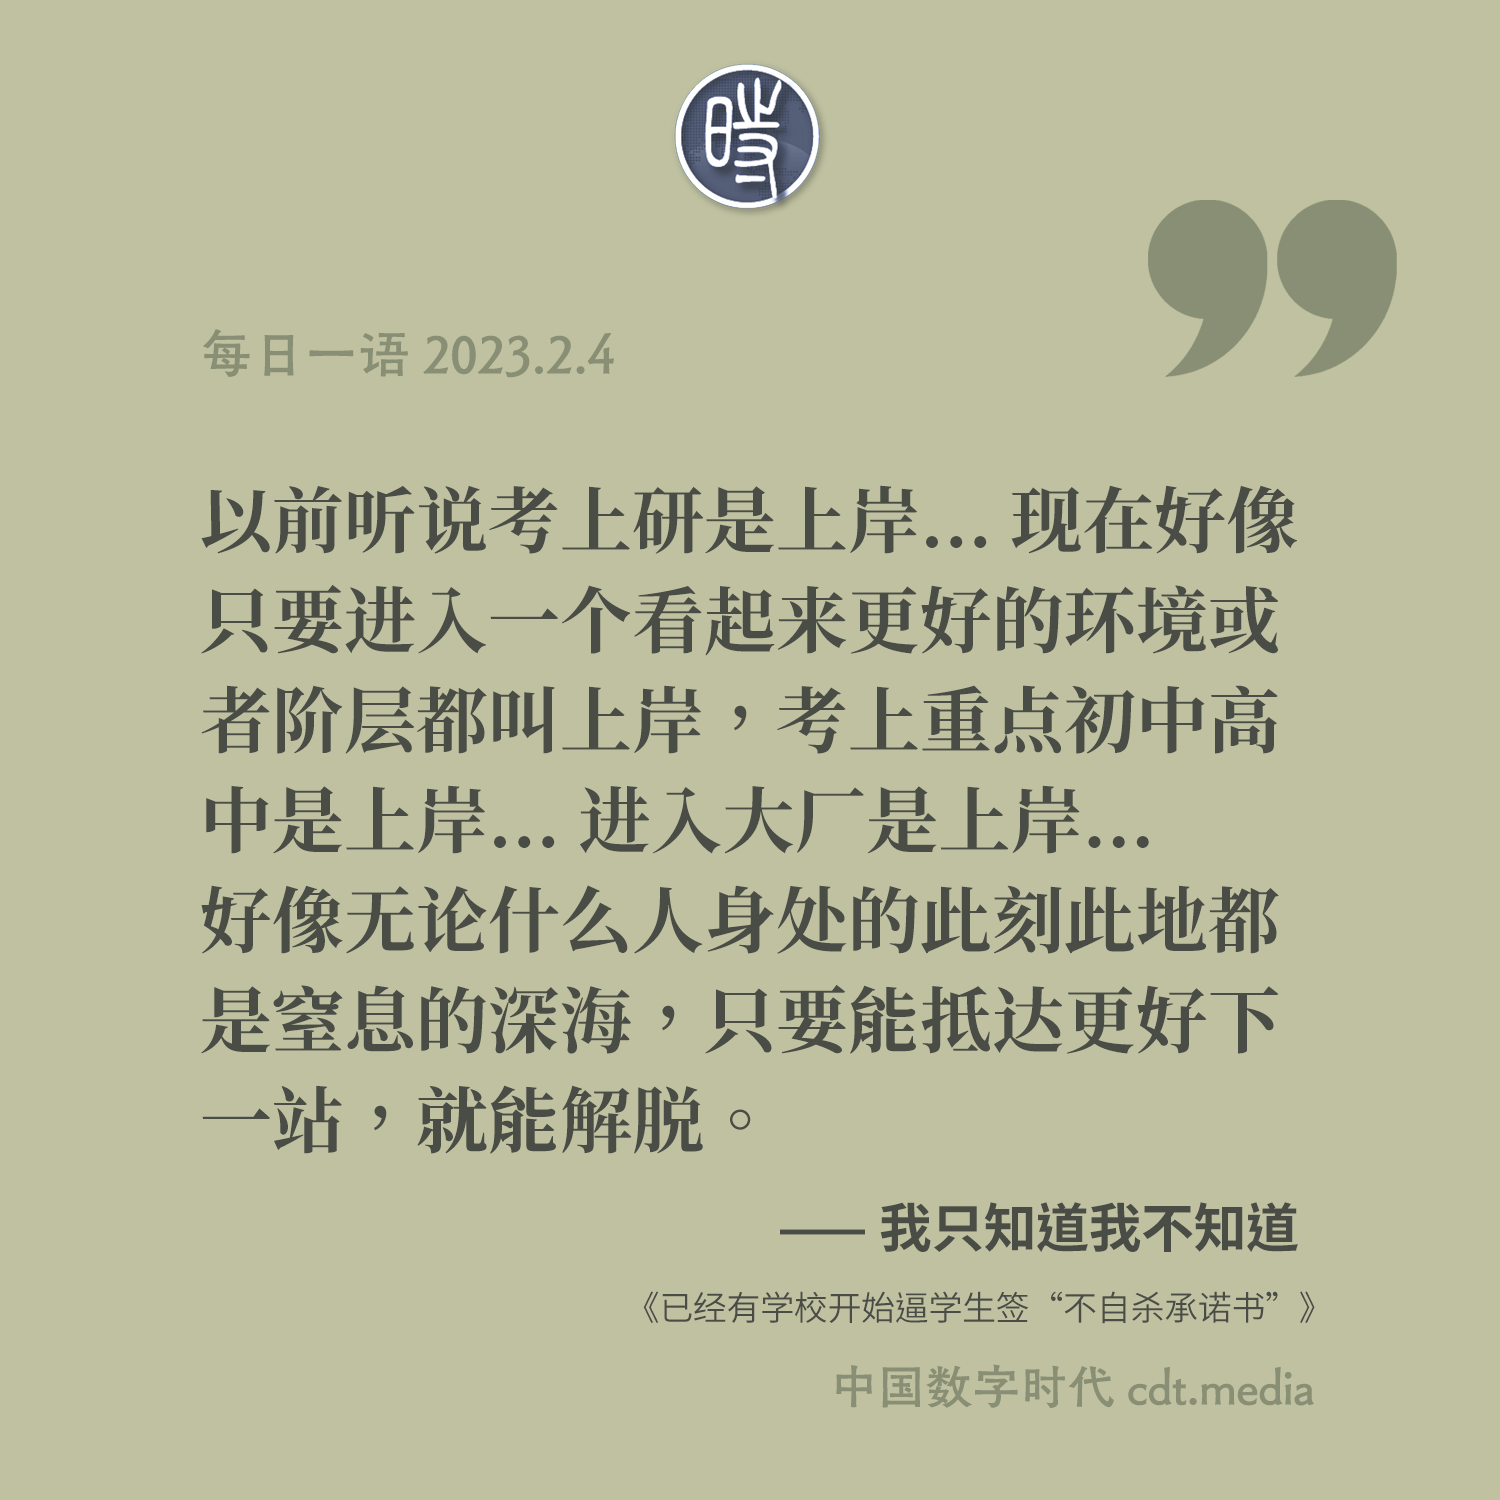 時
每日一语 2023.2.4
以前听说考上研是上岸… 现在好像
只要进入一个看起来更好的环境或
者阶层都叫上岸，考上重点初中高
中是上岸… 进入大厂是上岸…
好像无论什么人身处的此刻此地都
是窒息的深海，只要能抵达更好下
一站，就能解脱。
—— 我只知道我不知道
《已经有学校开始逼学生签“不自杀承诺书”》
中国数字时代 cdt.media